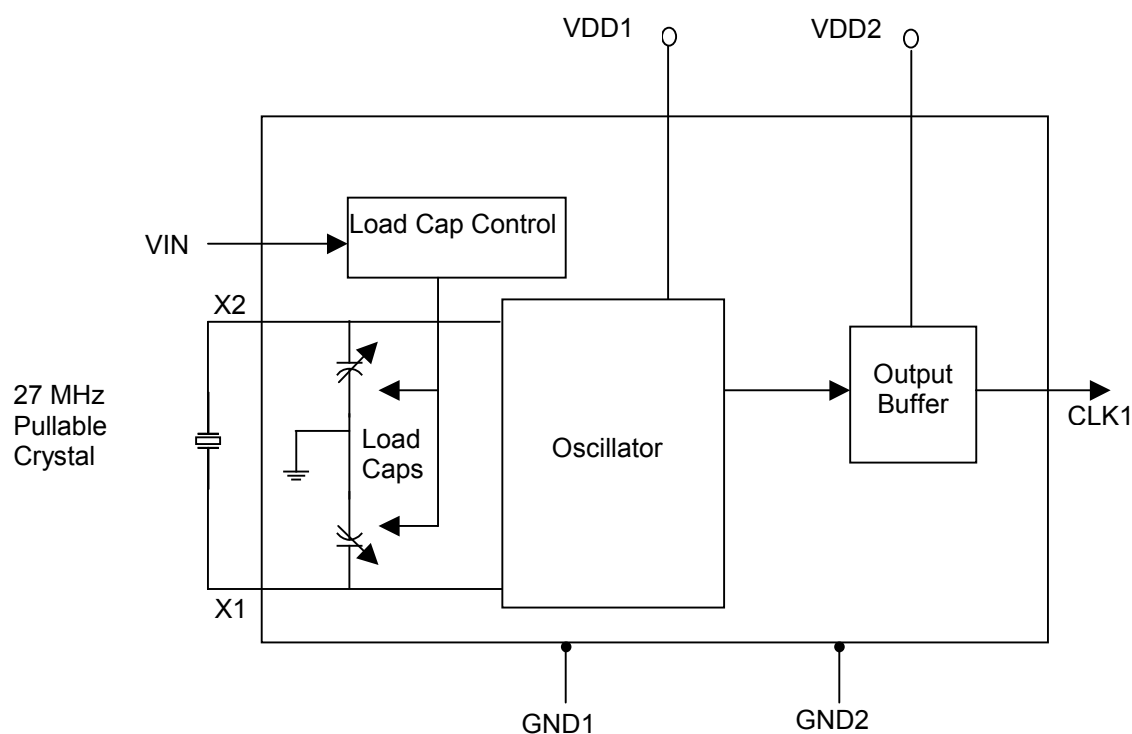 VDD1
VDD2
Load Cap Control
VIN
X2
27 MHz
Pullable
Crystal
Load
Caps
Oscillator
Output
Buffer
CLK1
X1
GND1
GND2